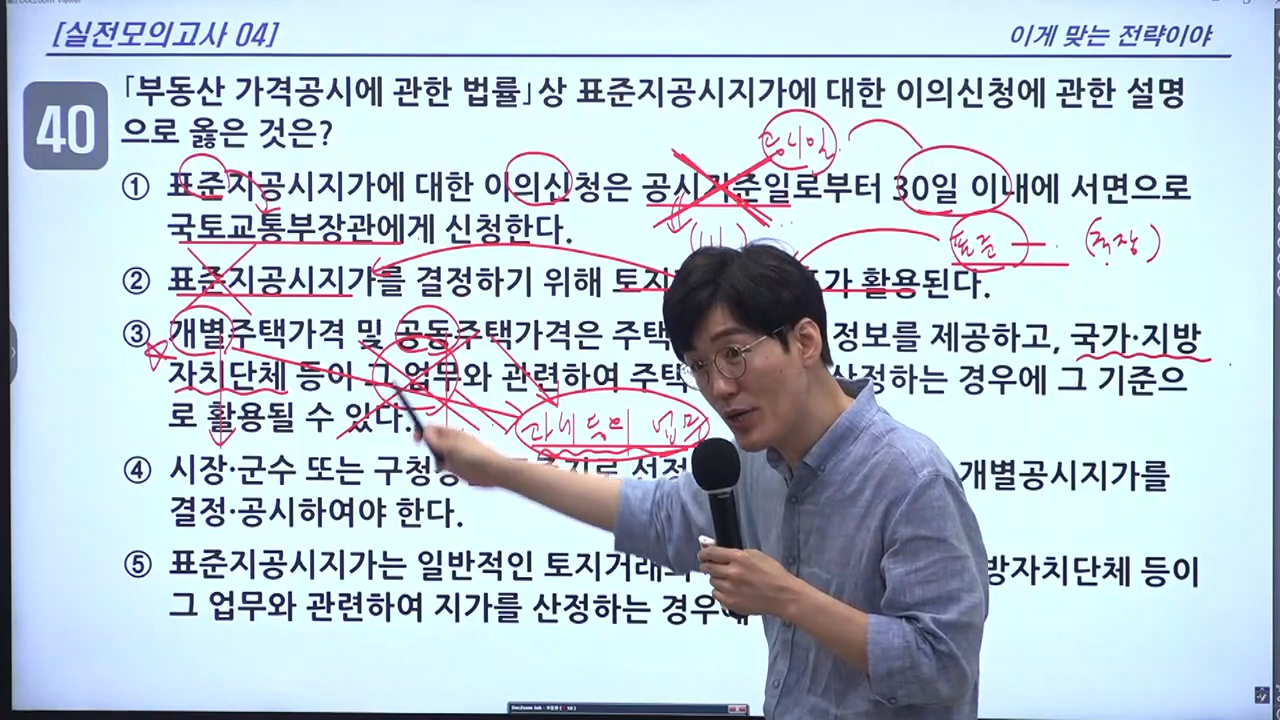 [실전모의고사 04]
이게 맞는 전략이야
40
「부동산 가격공시에 관한 법률」상 표준지공시지가에 대한 이의신청에 관한 설명
으로 옳은 것은?
공시일
① 표준지공시지가에 대한 이의신청은 공시기준일로부터 30일 이내에 서면으로
국토교통부장관에게 신청한다.
표준
② 표준지공시지가를 결정하기 위해 토지 가 활용된다.
③ 개별주택가격 및 공동주택가격은 주택 정보를 제공하고, 국가·지방
자치단체 등이 그 업무와 관련하여 주택 산정하는 경우에 그 기준으
로 활용될 수 있다.
과세 등의 업무
④ 시장·군수 또는 구청장 개별공시지가를
결정·공시하여야 한다.
⑤ 표준지공시지가는 일반적인 토지거래의 방자치단체 등이
그 업무와 관련하여 지가를 산정하는 경우에